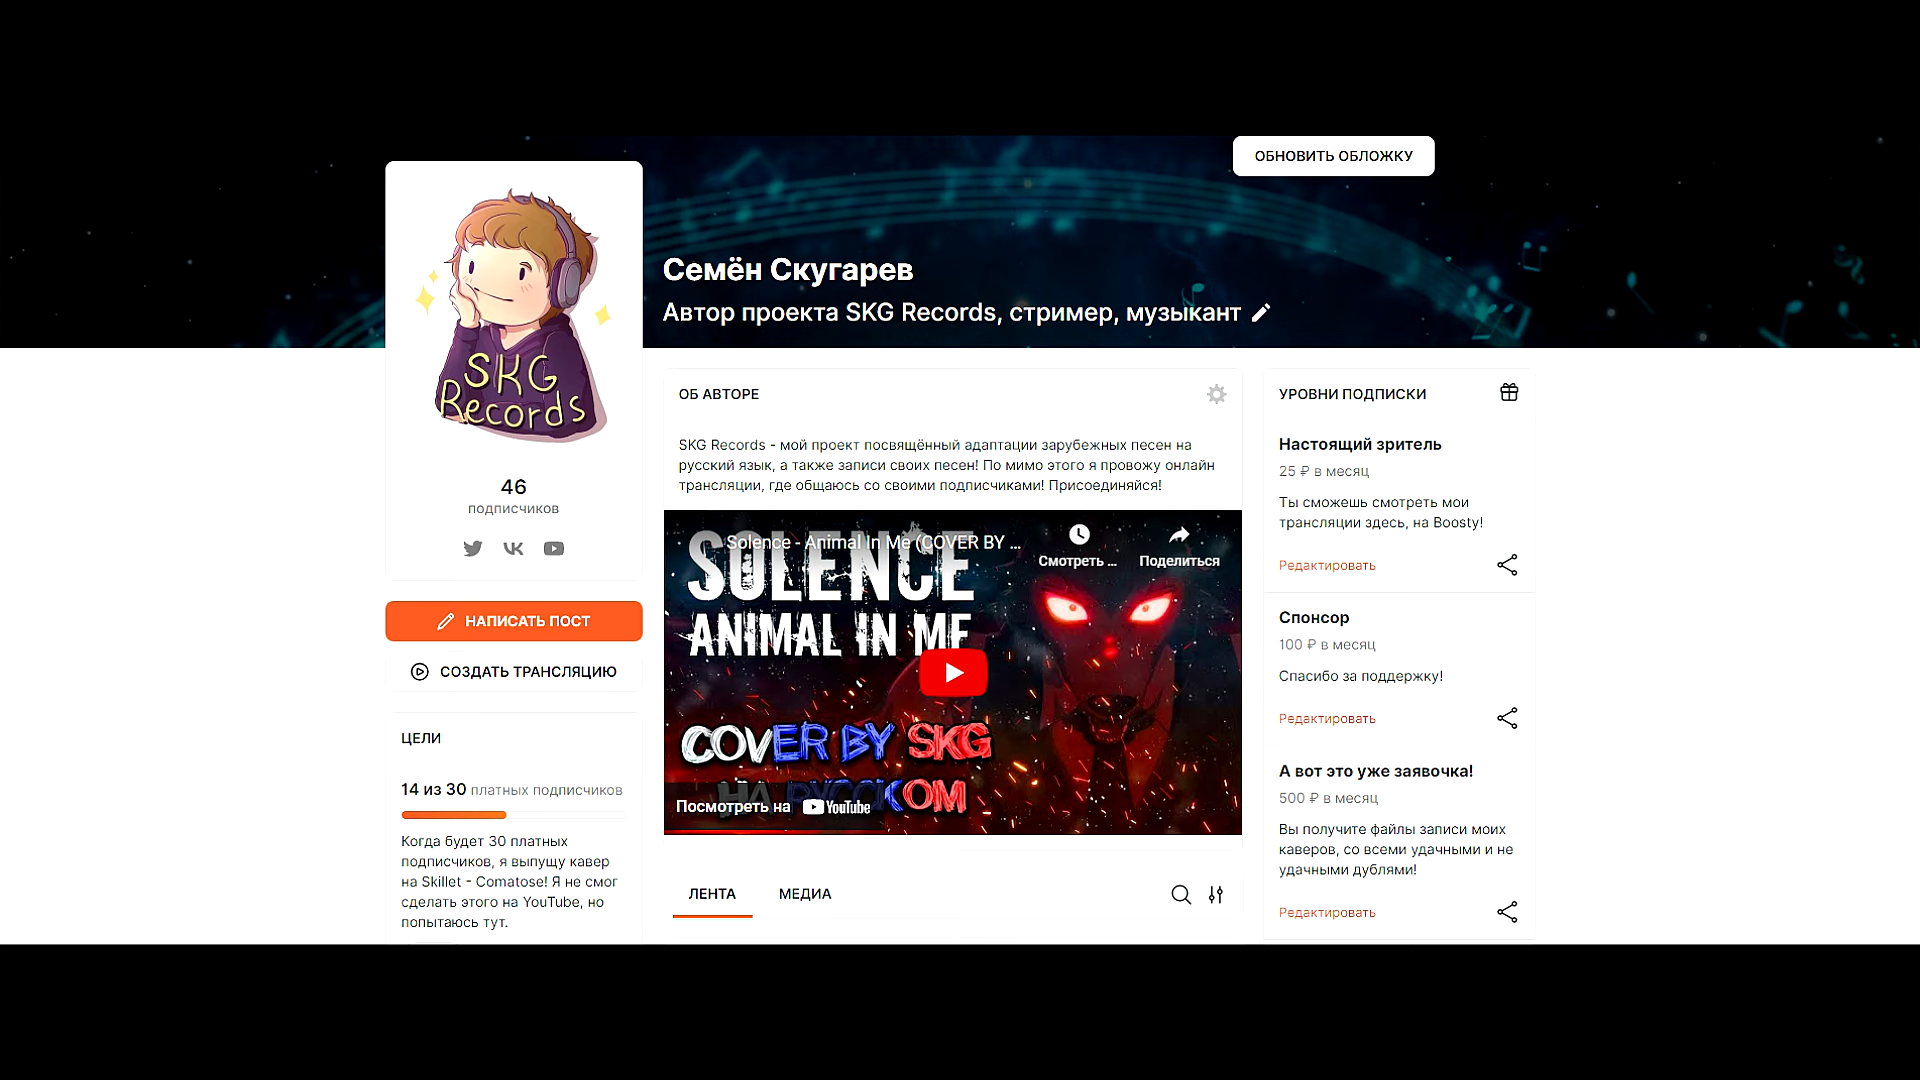 ОБНОВИТЬ ОБЛОЖКУ
Семён Скугарев
Автор проекта SKG Records, стример, музыкант
SKG
Records
46
подписчиков
НАПИСАТЬ ПОСТ
СОЗДАТЬ ТРАНСЛЯЦИЮ
ЦЕЛИ
14 из 30 платных подписчиков
Когда будет 30 платных
подписчиков, я выпущу кавер
на Skillet - Comatose! Я не смог
сделать этого на YouTube, но
попытаюсь тут.
ОБ АВТОРЕ
SKG Records - мой проект посвящённый адаптации зарубежных песен на
русский язык, а также записи своих песен! По мимо этого я провожу онлайн
трансляции, где общаюсь со своими подписчиками! Присоединяйся!
Solence - Animal In Me (COVER BY ...
Смотреть ...
Поделиться
SOLENCE
ANIMAL IN ME
COVER BY SKG
НА РУССКОМ
Посмотреть на YouTube
ЛЕНТА
МЕДИА
УРОВНИ ПОДПИСКИ
Настоящий зритель
25 ₽ в месяц
Ты сможешь смотреть мои
трансляции здесь, на Boosty!
Редактировать
Спонсор
100 ₽ в месяц
Спасибо за поддержку!
Редактировать
А вот это уже заявочка!
500 ₽ в месяц
Вы получите файлы записи моих
каверов, со всеми удачными и не
удачными дублями!
Редактировать